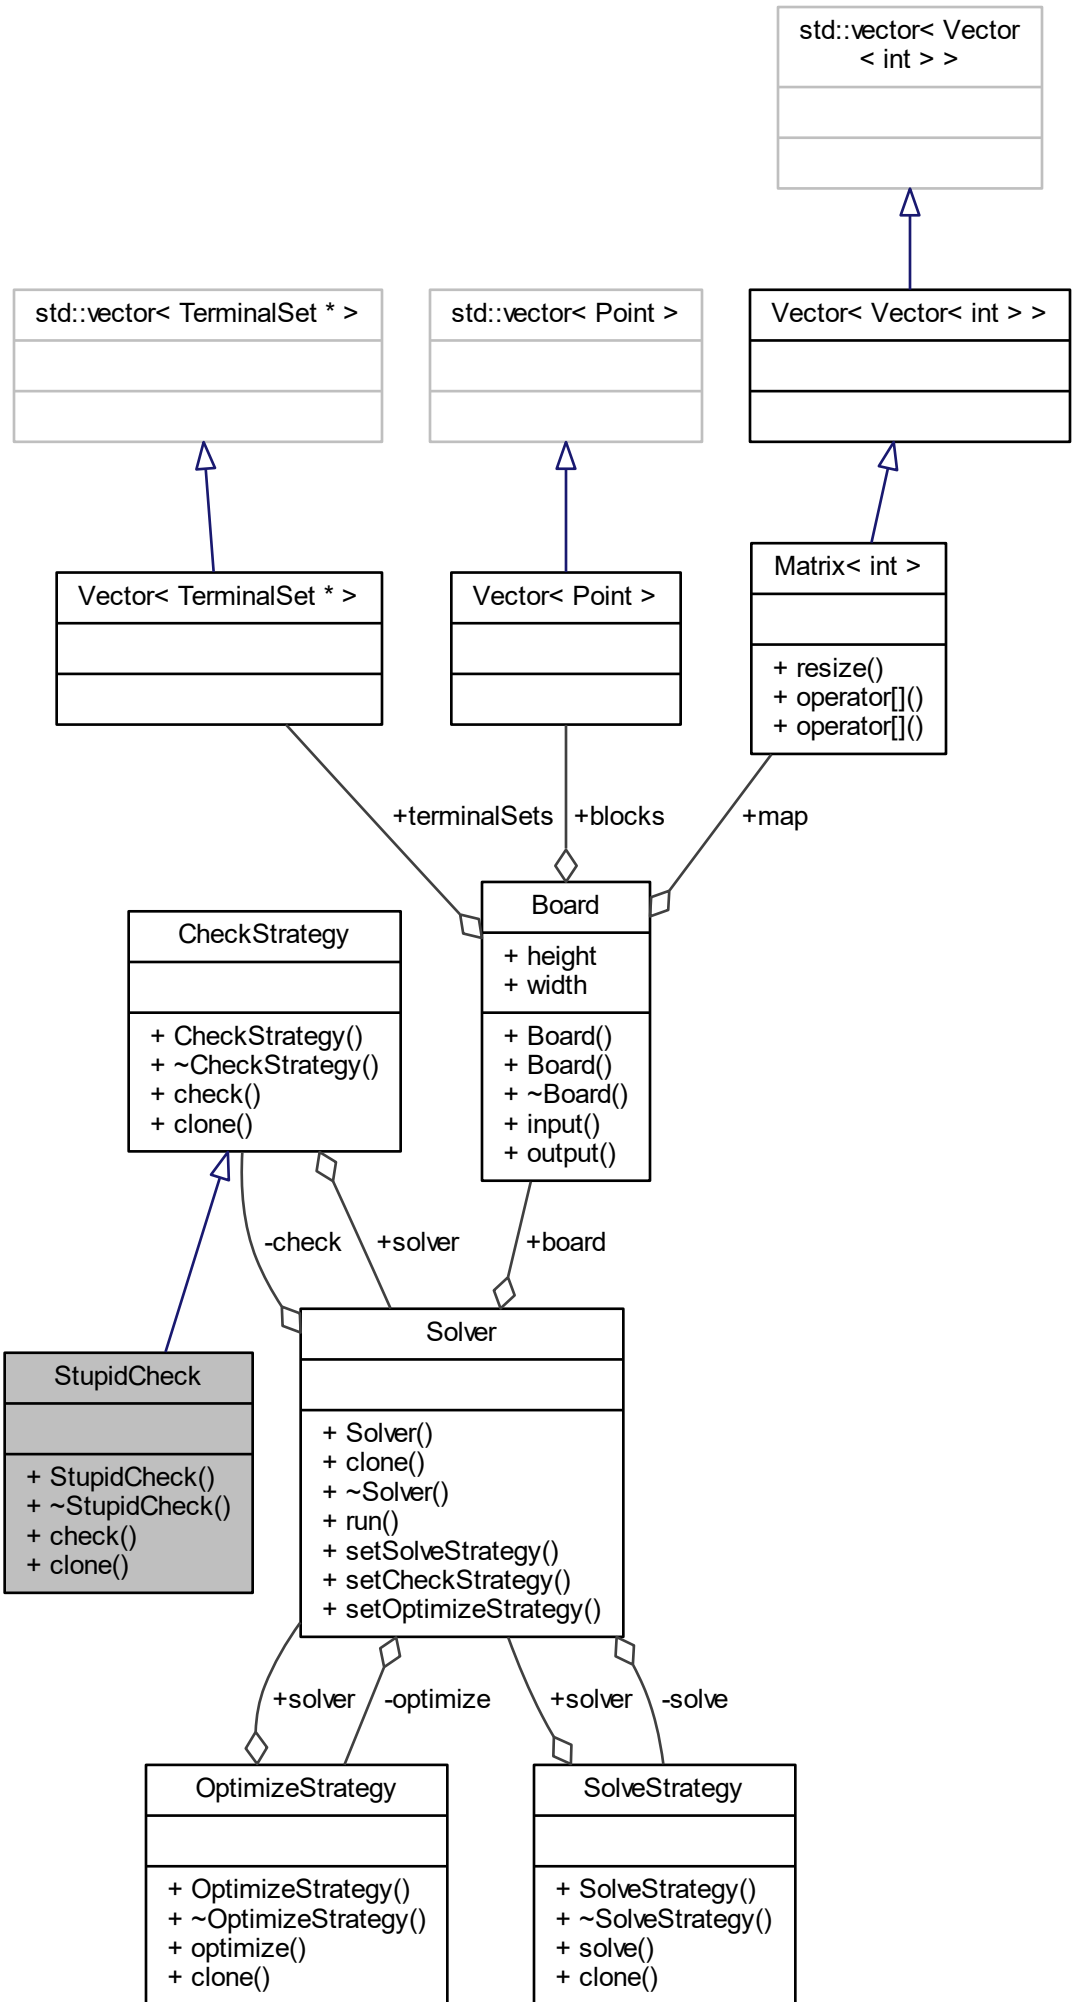 std::vector< Vector
< int > >
std::vector< TerminalSet * >
std::vector< Point >
Vector< Vector< int > >
Matrix< int >
+ resize()
+ operator[]()
+ operator[]()
Vector< TerminalSet * >
Vector< Point >
+terminalSets
+blocks
+map
Board
+ height
+ width
+ Board()
+ Board()
+ ~Board()
+ input()
+ output()
CheckStrategy
+ CheckStrategy()
+ ~CheckStrategy()
+ check()
+ clone()
-check
+solver
+board
Solver
+ Solver()
+ clone()
+ ~Solver()
+ run()
+ setSolveStrategy()
+ setCheckStrategy()
+ setOptimizeStrategy()
StupidCheck
+ StupidCheck()
+ ~StupidCheck()
+ check()
+ clone()
+solver
-optimize
+solver
-solve
OptimizeStrategy
+ OptimizeStrategy()
+ ~OptimizeStrategy()
+ optimize()
+ clone()
SolveStrategy
+ SolveStrategy()
+ ~SolveStrategy()
+ solve()
+ clone()